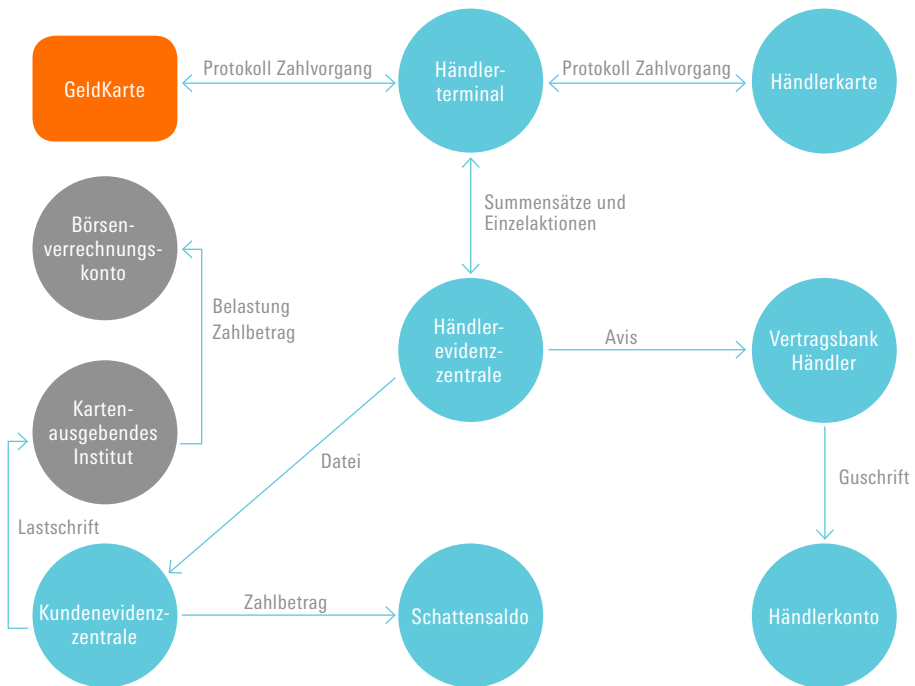 GeldKarte
Protokoll Zahlvorgang
Händler-
terminal
Protokoll Zahlvorgang
Händlerkarte
Summensätze und
Einzelaktionen
Börsen-
verrechnungs-
konto
Belastung
Zahlbetrag
Händler-
evidenz-
zentrale
Avis
Vertragsbank
Händler
Karten-
ausgebendes
Institut
Datei
Guschrift
Lastschrift
Kundenevidenz-
zentrale
Zahlbetrag
Schattensaldo
Händlerkonto